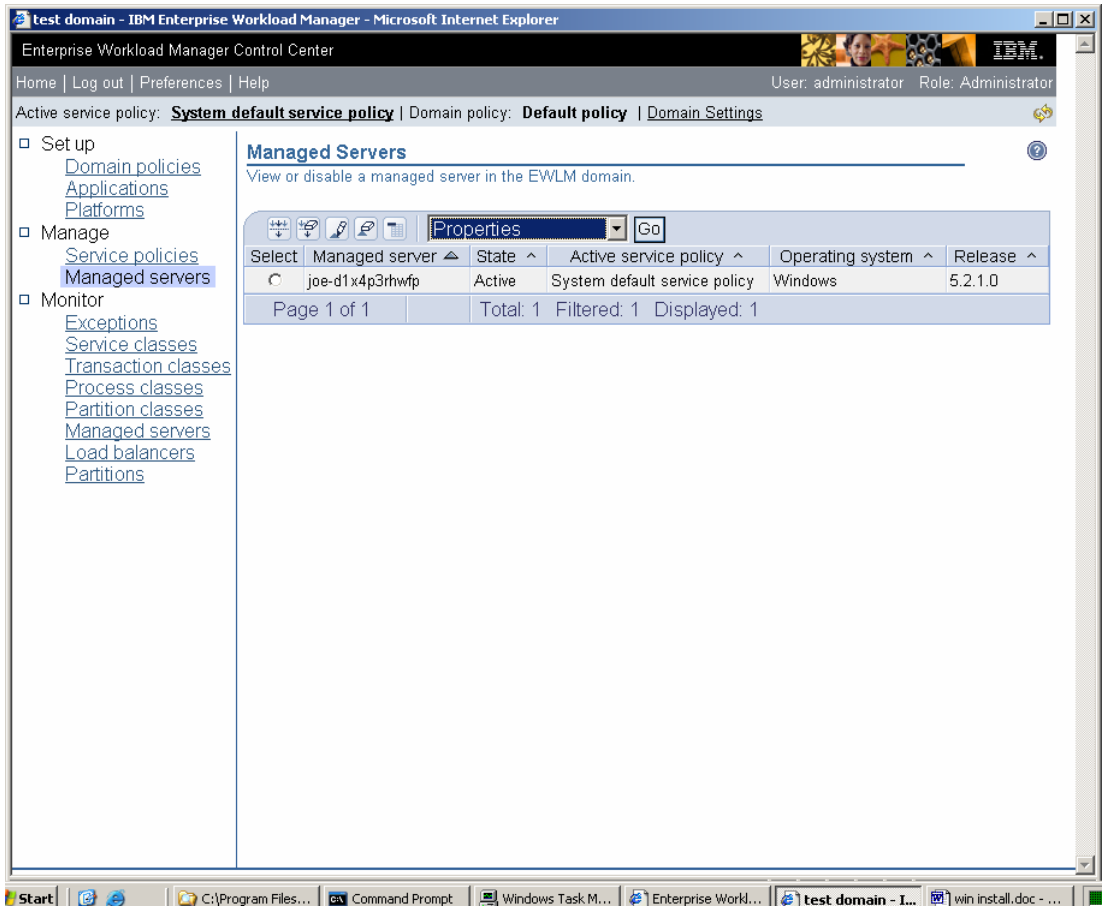 test domain - IBM Enterprise Workload Manager - Microsoft Internet Explorer
Enterprise Workload Manager Control Center
IBM.
Home | Log out | Preferences | Help
User: administrator Role: Administrator
Active service policy: System default service policy | Domain policy: Default policy | Domain Settings
Set up
Domain policies
Applications
Platforms
Manage
Service policies
Managed servers
Monitor
Exceptions
Service classes
Transaction classes
Process classes
Partition classes
Managed servers
Load balancers
Partitions
Managed Servers
?
View or disable a managed server in the EWLM domain.
Properties Go
Select Managed server State Active service policy Operating system Release
joe-d1x4p3rhwfp Active System default service policy Windows 5.2.1.0
Page 1 of 1 Total: 1 Filtered: 1 Displayed: 1
Start C:\Program Files... Command Prompt Windows Task M... Enterprise Workl... test domain - I... win install.doc - ...